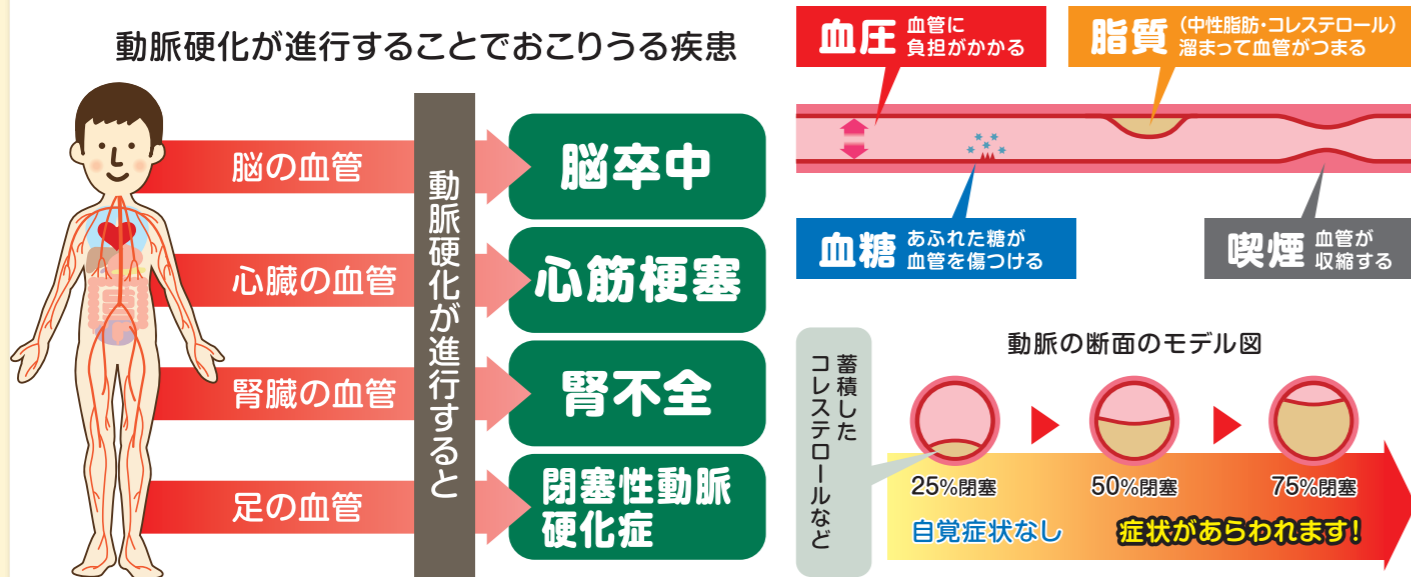 動脈硬化が進行することでおこりうる疾患
脳の血管
心臓の血管
腎臓の血管
足の血管
動脈硬化が進行すると
脳卒中
心筋梗塞
腎不全
閉塞性動脈
硬化症
血圧 血管に
負担がかかる
脂質 (中性脂肪・コレステロール)
溜まって血管がつまる
血糖 あふれた糖が
血管を傷つける
喫煙 血管が
収縮する
動脈の断面のモデル図
蓄積した
コレステロールなど
25%閉塞
50%閉塞
75%閉塞
自覚症状なし
症状があらわれます!